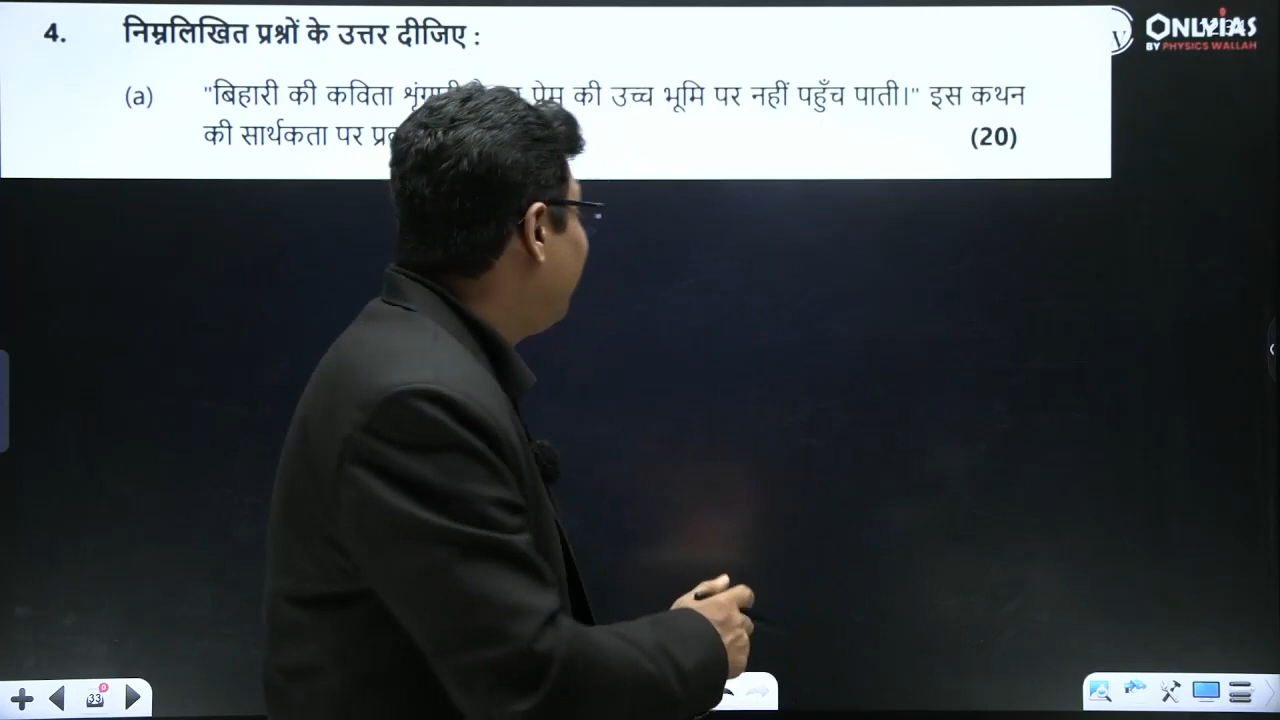 4. निम्नलिखित प्रश्नों के उत्तर दीजिए :
(a) "बिहारी की कविता प्रेम की उच्च भूमि पर नहीं पहुँच पाती।" इस कथन
की सार्थकता पर (20)
ONLYIAS
BY PHYSICS WALLAH
33